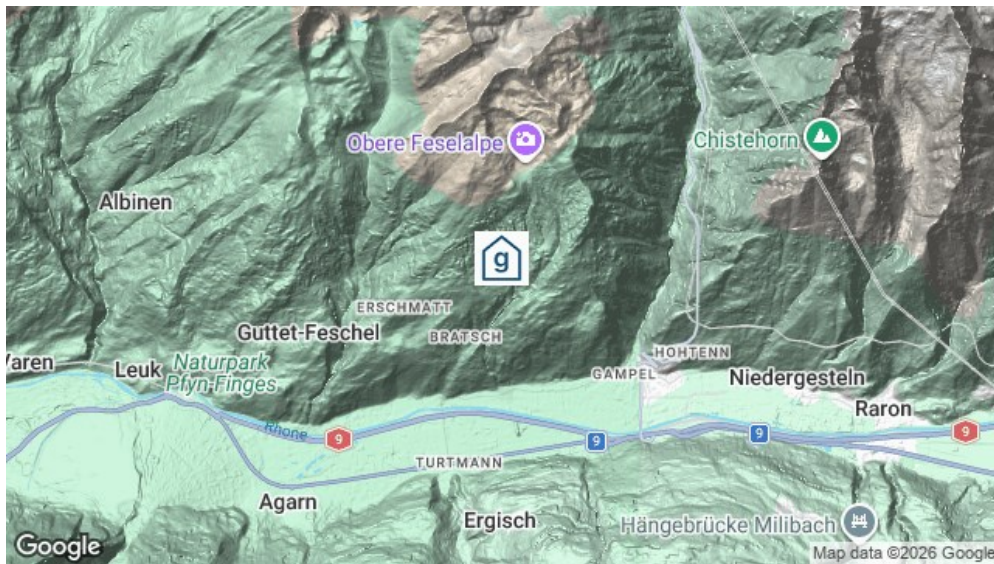 Obere Feselalpe
Chistehorn
Albinen
g
ERSCHMATT
Guttet-Feschel
BRATSCH
HOHTENN
Varen
Leuk
Naturpark
Pfyn-Finges
GAMPEL
Niedergesteln
Raron
Rhone
9
9
9
9
TURTMANN
Agarn
Ergisch
Hängebrücke Milibach
Google
Map data ©2026 Google